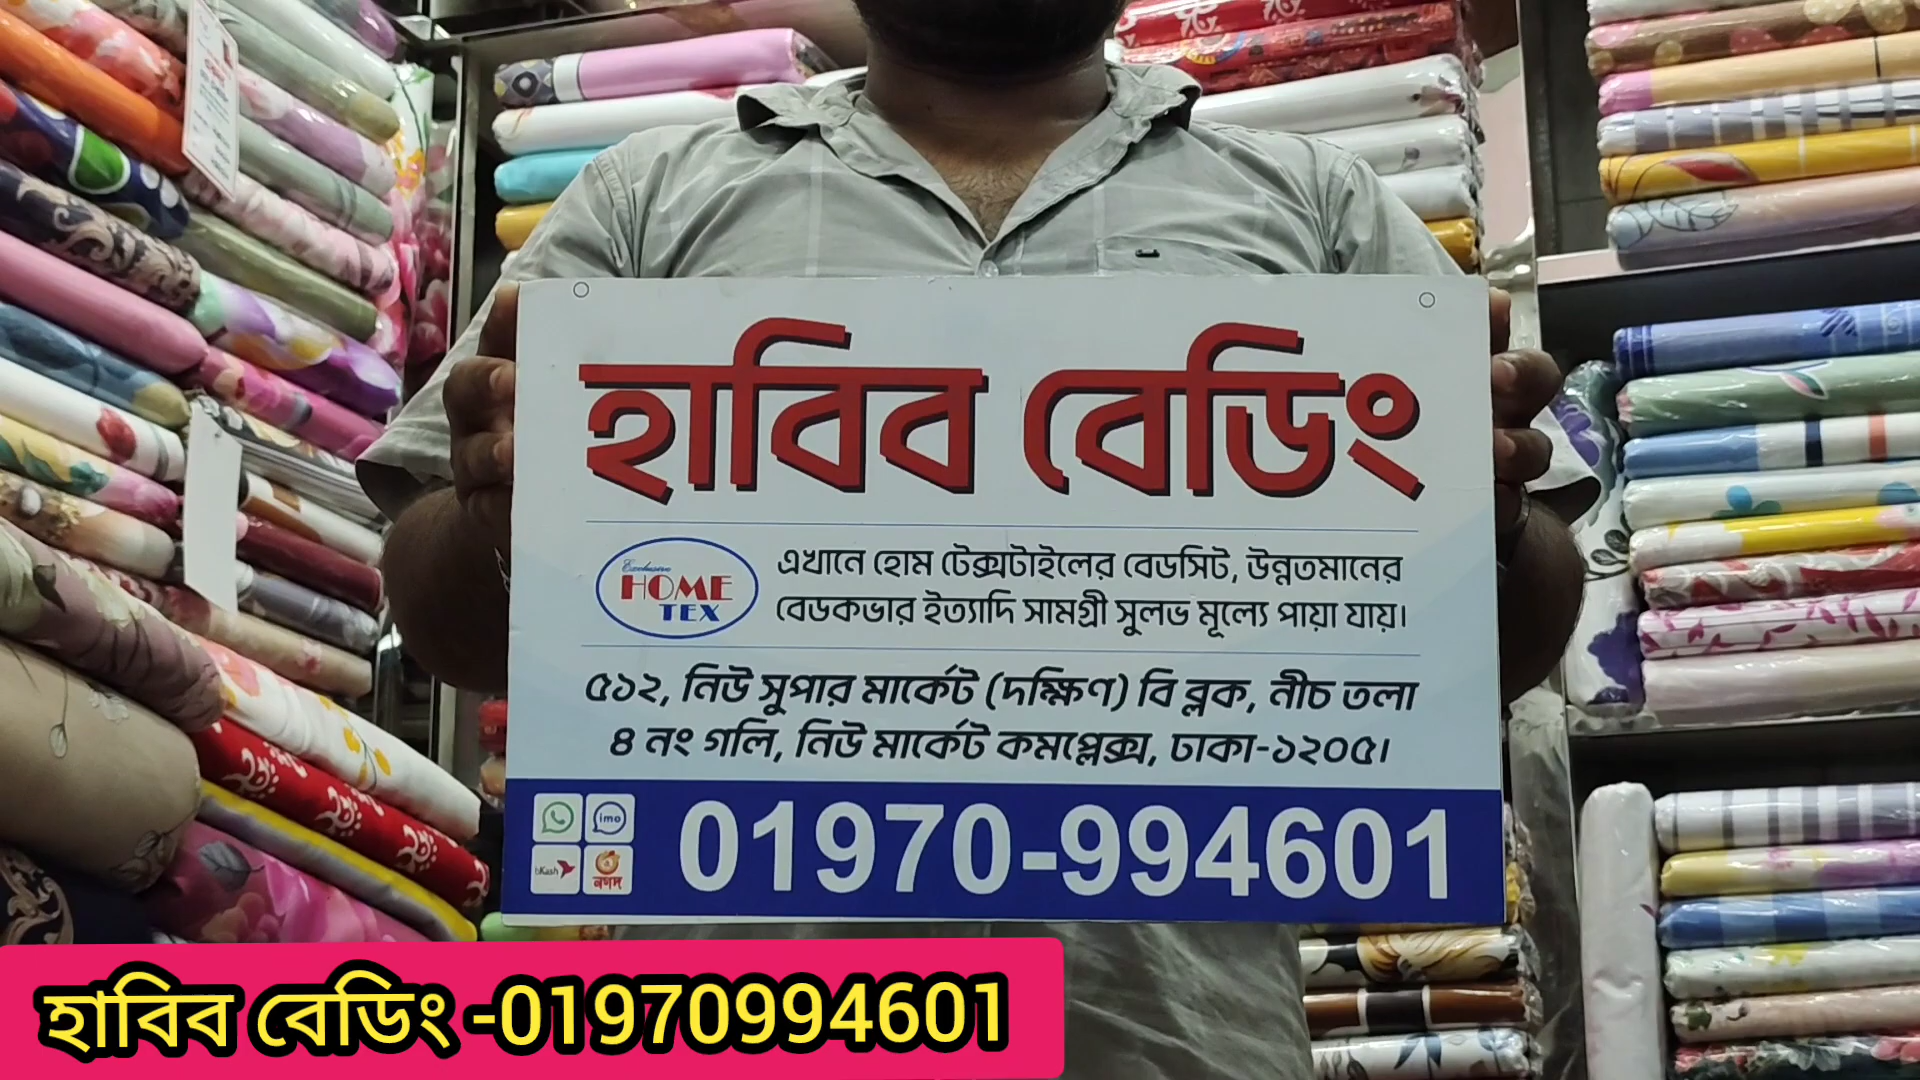 হাবিব বেডিং
Exclusive
HOME
TEX
এখানে হোম টেক্সটাইলের বেডসিট, উন্নতমানের
বেডকভার ইত্যাদি সামগ্রী সুলভ মূল্যে পায়া যায়।
৫১২, নিউ সুপার মার্কেট (দক্ষিণ) বি ব্লক, নীচ তলা
৪ নং গলি, নিউ মার্কেট কমপ্লেক্স, ঢাকা-১২০৫।
imo
bKash
নগদ
01970-994601
হাবিব বেডিং -01970994601